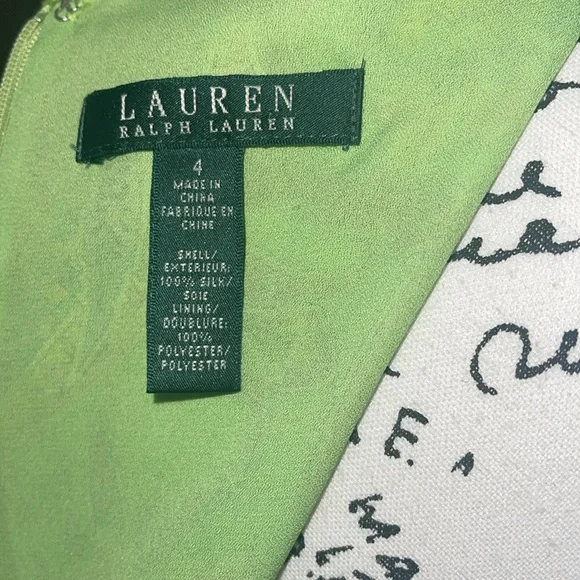 LAUREN
RALPH LAUREN
4
MADE IN
CHINA
FABRIQUE EN
CHINE
SHELL/
EXTERIEUR:
100% SILK/
SOIE
LINING/
DOUBLURE:
100%
POLYESTER/
POLYESTER